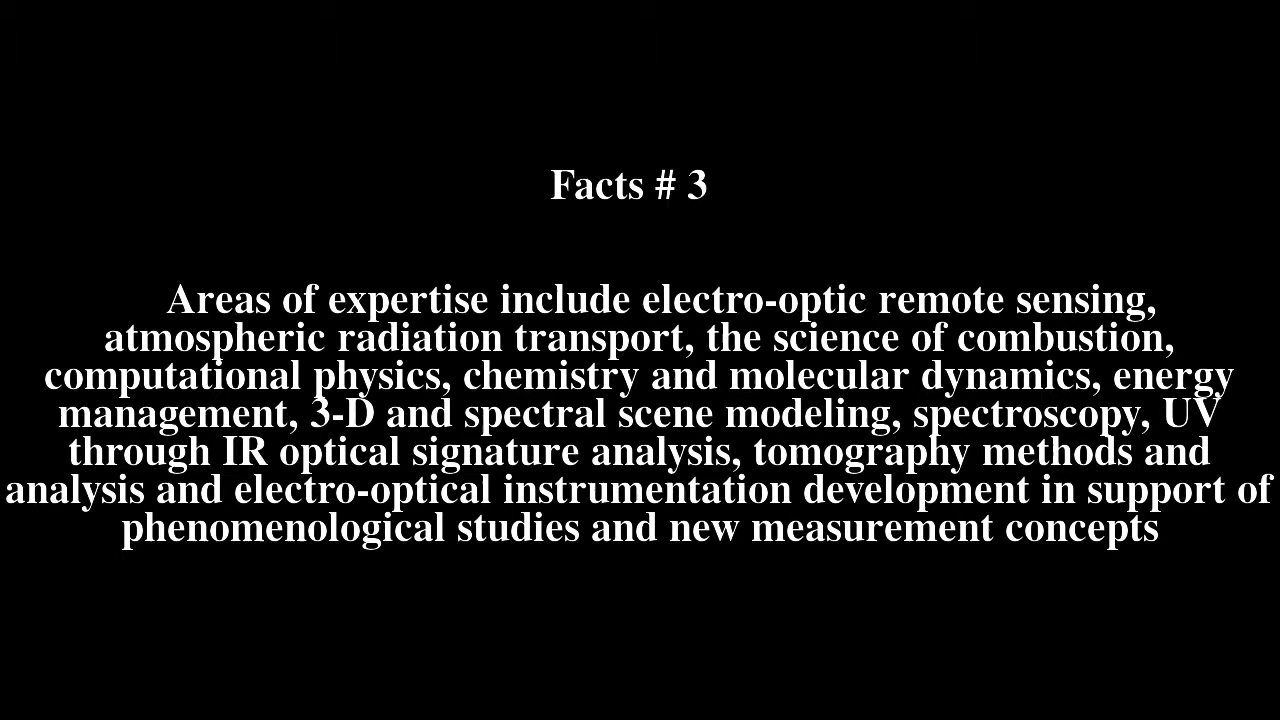 Facts # 3
Areas of expertise include electro-optic remote sensing,
atmospheric radiation transport, the science of combustion,
computational physics, chemistry and molecular dynamics, energy
management, 3-D and spectral scene modeling, spectroscopy, UV
through IR optical signature analysis, tomography methods and
analysis and electro-optical instrumentation development in support of
phenomenological studies and new measurement concepts